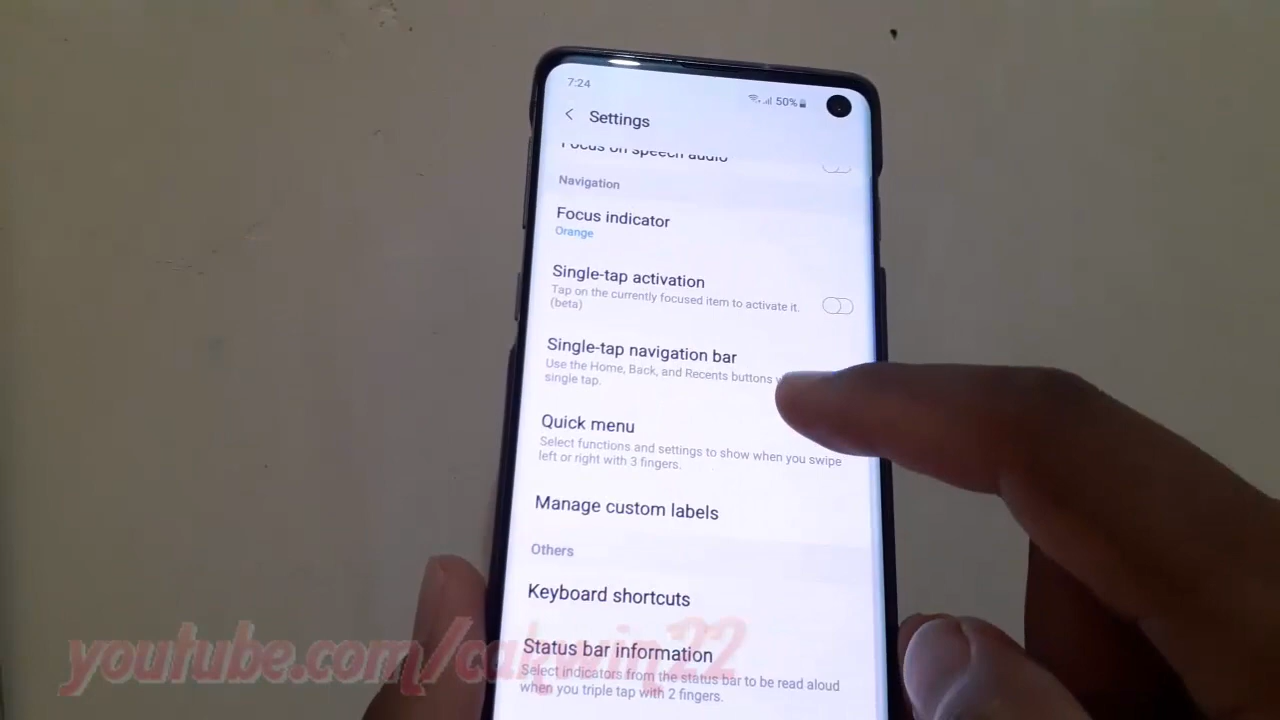 7:24
50%
Settings
Focus on speech audio
Navigation
Focus indicator
Orange
Single-tap activation
Tap on the currently focused item to activate it.
(beta)
Single-tap navigation bar
Use the Home, Back, and Recents buttons
single tap.
Quick menu
Select functions and settings to show when you swipe
left or right with 3 fingers.
Manage custom labels
Others
Keyboard shortcuts
Status bar information
Select indicators from the status bar to be read aloud
when you triple tap with 2 fingers.
youtube.com/cakwin22